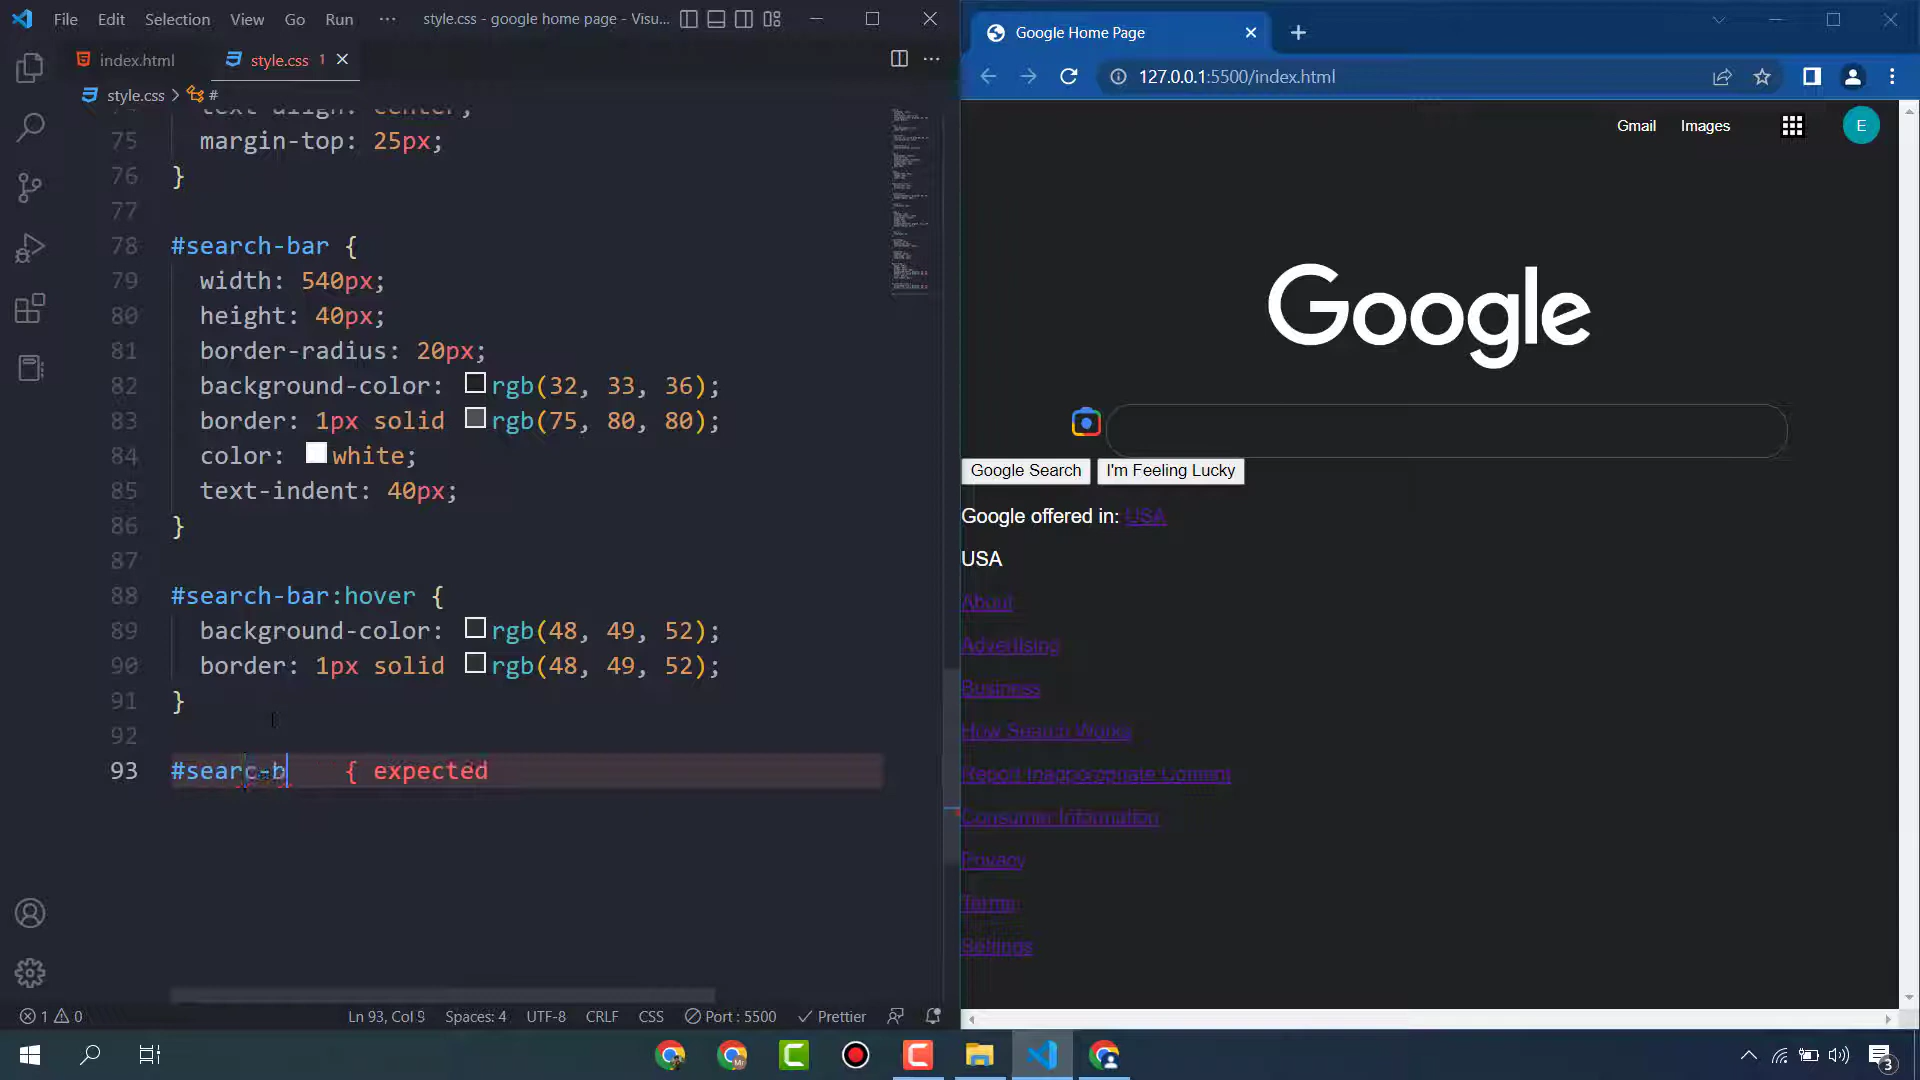 File Edit Selection View Go Run ··· style.css - google home page - Visu...
index.html style.css 1
style.css > #
text-align: center;
75 margin-top: 25px;
76 }
77
78 #search-bar {
79 width: 540px;
80 height: 40px;
81 border-radius: 20px;
82 background-color: rgb(32, 33, 36);
83 border: 1px solid rgb(75, 80, 80);
84 color: white;
85 text-indent: 40px;
86 }
87
88 #search-bar:hover {
89 background-color: rgb(48, 49, 52);
90 border: 1px solid rgb(48, 49, 52);
91 }
92
93 #searc-b { expected
1 0 Ln 93, Col 9 Spaces: 4 UTF-8 CRLF CSS Port : 5500 Prettier
Google Home Page
127.0.0.1:5500/index.html
Gmail Images E
Google
Google Search I'm Feeling Lucky
Google offered in: USA
USA
About
Advertising
Business
How Search Works
Report Inappropriate Content
Consumer Information
Privacy
Terms
Settings
3